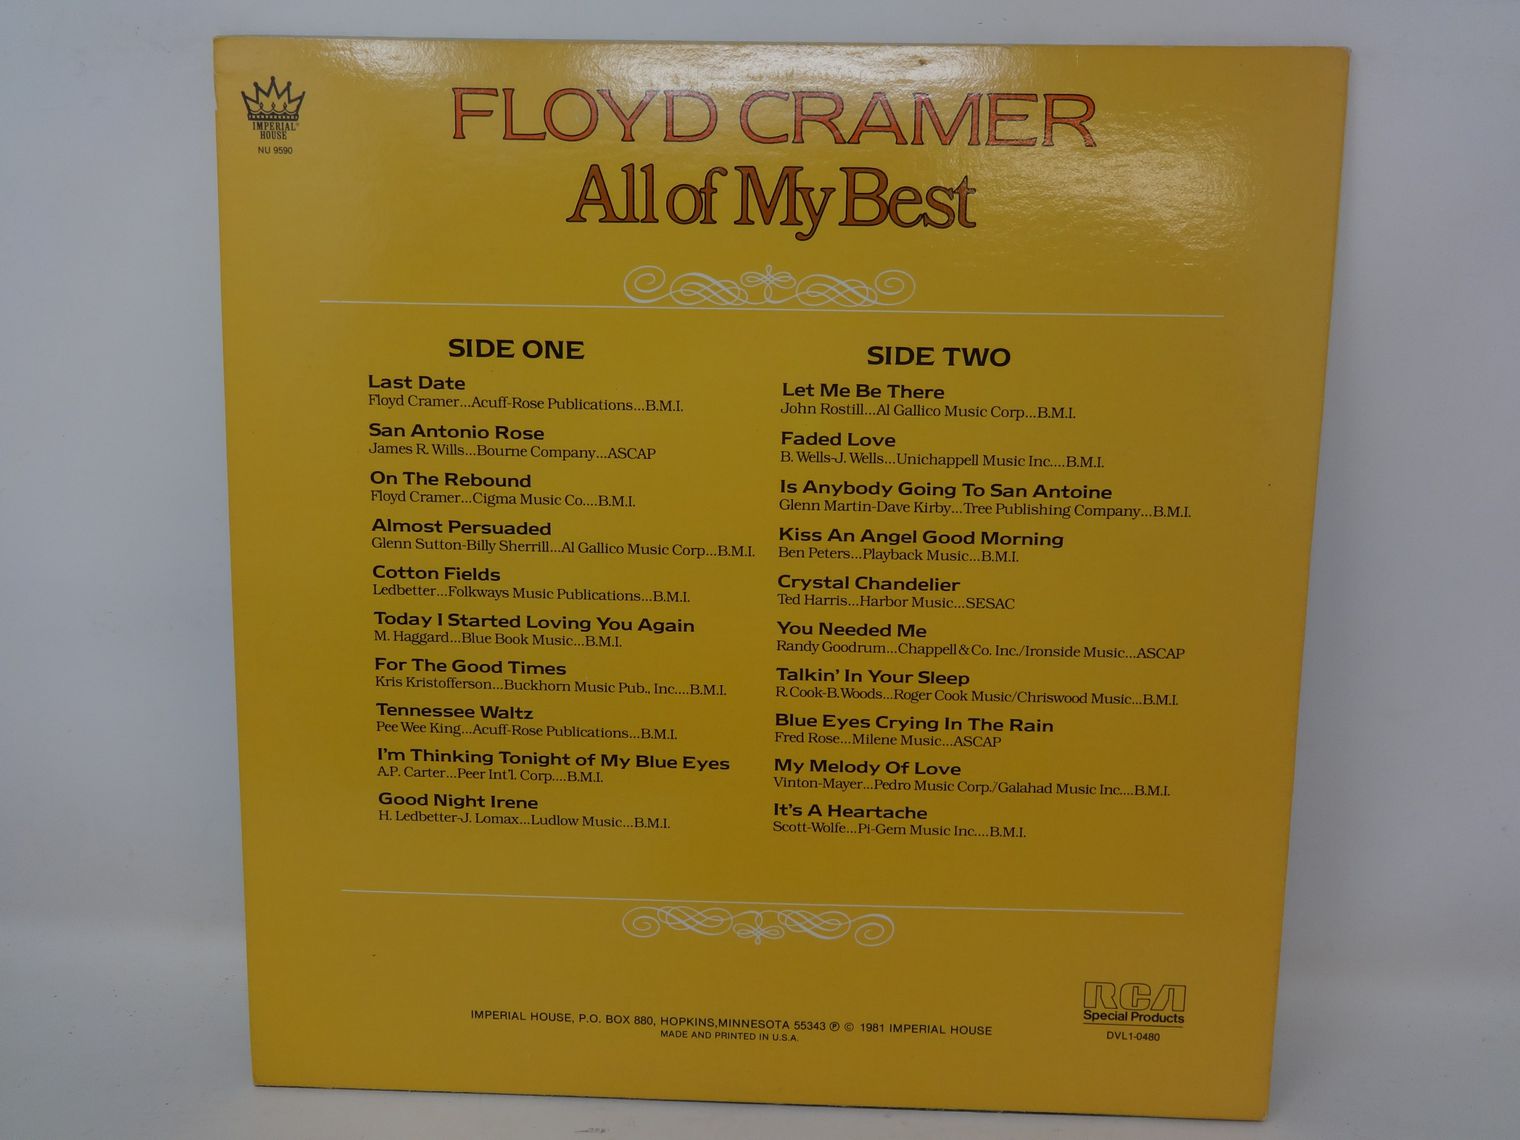 IMPERIAL®
HOUSE
NU 9590
FLOYD CRAMER
All of My Best
SIDE ONE
Last Date
Floyd Cramer...Acuff-Rose Publications...B.M.I.
San Antonio Rose
James R. Wills...Bourne Company...ASCAP
On The Rebound
Floyd Cramer...Cigma Music Co....B.M.I.
Almost Persuaded
Glenn Sutton-Billy Sherrill...Al Gallico Music Corp...B.M.I.
Cotton Fields
Ledbetter...Folkways Music Publications...B.M.I.
Today I Started Loving You Again
M. Haggard...Blue Book Music...B.M.I.
For The Good Times
Kris Kristofferson...Buckhorn Music Pub., Inc....B.M.I.
Tennessee Waltz
Pee Wee King...Acuff-Rose Publications...B.M.I.
I'm Thinking Tonight of My Blue Eyes
A.P. Carter...Peer Int'l. Corp....B.M.I.
Good Night Irene
H. Ledbetter-J. Lomax...Ludlow Music...B.M.I.
SIDE TWO
Let Me Be There
John Rostill...Al Gallico Music Corp...B.M.I.
Faded Love
B. Wells-J. Wells...Unichappell Music Inc....B.M.I.
Is Anybody Going To San Antoine
Glenn Martin-Dave Kirby...Tree Publishing Company...B.M.I.
Kiss An Angel Good Morning
Ben Peters...Playback Music...B.M.I.
Crystal Chandelier
Ted Harris...Harbor Music...SESAC
You Needed Me
Randy Goodrum...Chappell & Co. Inc./Ironside Music...ASCAP
Talkin' In Your Sleep
R. Cook-B. Woods...Roger Cook Music/Chriswood Music...B.M.I.
Blue Eyes Crying In The Rain
Fred Rose...Milene Music...ASCAP
My Melody Of Love
Vinton-Mayer...Pedro Music Corp./Galahad Music Inc....B.M.I.
It's A Heartache
Scott-Wolfe...Pi-Gem Music Inc....B.M.I.
IMPERIAL HOUSE, P.O. BOX 880, HOPKINS, MINNESOTA 55343 ℗ © 1981 IMPERIAL HOUSE
MADE AND PRINTED IN U.S.A.
RCA
Special Products
DVL1-0480